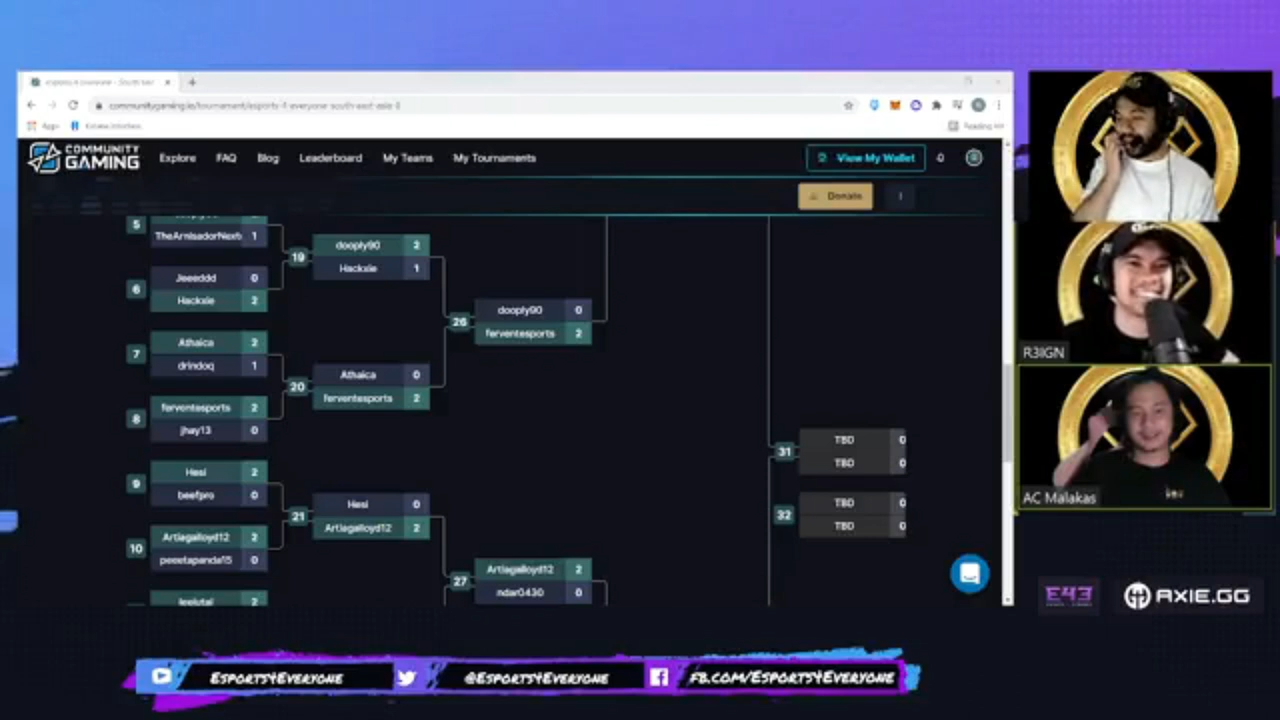 COMMUNITY GAMING
Explore
FAQ
Blog
Leaderboard
My Teams
My Tournaments
View My Wallet
0
Donate
5
TheArnisadorNext 1
6
Jeeeddd 0
Hacksie 2
7
Athaica 2
drindoq 1
8
ferventesports 2
jhay13 0
9
Hesi 2
beefpro 0
10
Artiagalloyd12 2
peeetapanda15 0
2
19
dooply90 2
Hacksie 1
20
Athaica 0
ferventesports 2
21
Hesi 0
Artiagalloyd12 2
26
dooply90 0
ferventesports 2
27
Artiagalloyd12 2
ndar0430 0
31
TBD 0
TBD 0
32
TBD 0
TBD 0
R3IGN
AC Malakas
E43
AXIE.GG
ESPORTS4EVERYONE
@ESPORTS4EVERYONE
FB.COM/ESPORTS4EVERYONE